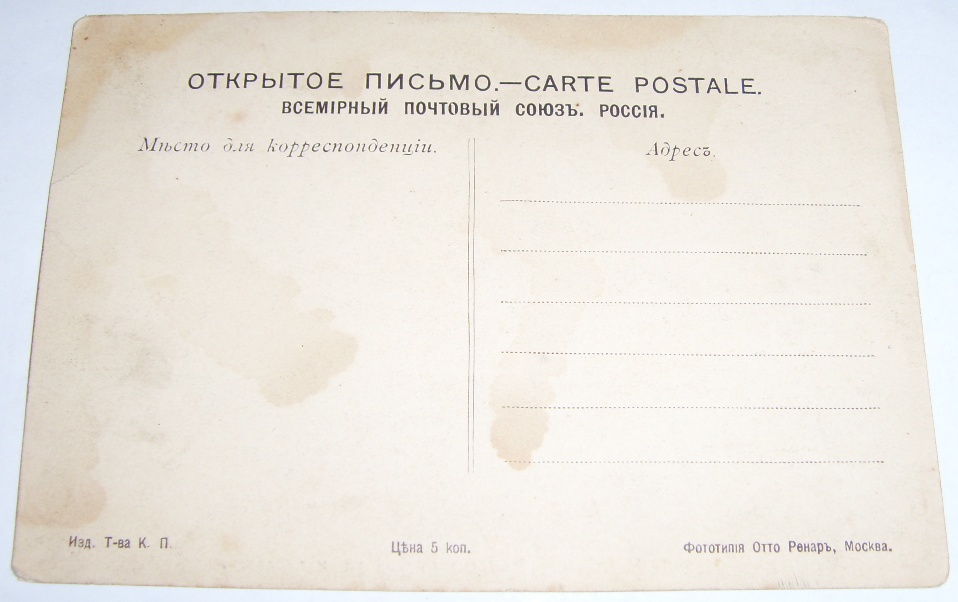 ОТКРЫТОЕ ПИСЬМО.—CARTE POSTALE.
ВСЕМІРНЫЙ ПОЧТОВЫЙ СОЮЗЪ. РОССІЯ.
Мѣсто для корреспонденціи.
Адресъ.
Изд. Т-ва К. П.
Цѣна 5 коп.
Фототипія Отто Ренаръ, Москва.